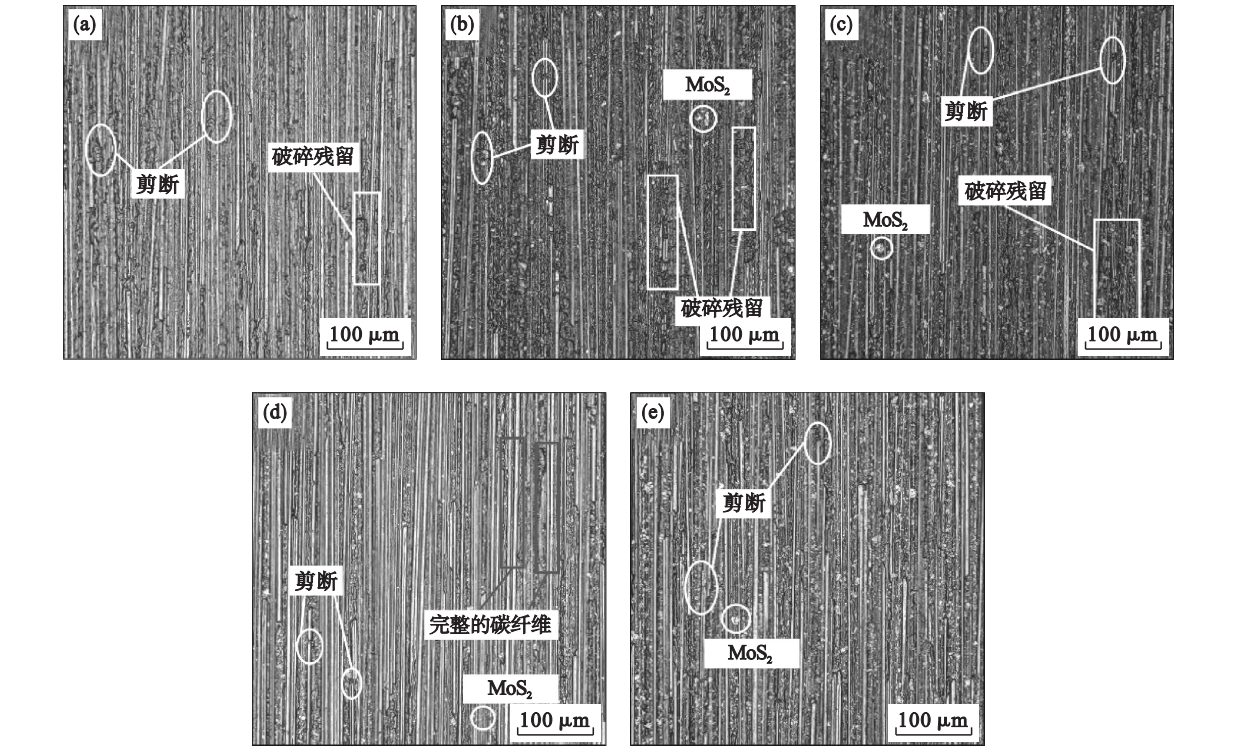 (a)
剪断
破碎残留
100 μm
(b)
MoS₂
剪断
破碎残留
100 μm
(c)
剪断
破碎残留
MoS₂
100 μm
(d)
剪断
完整的碳纤维
MoS₂
100 μm
(e)
剪断
MoS₂
100 μm